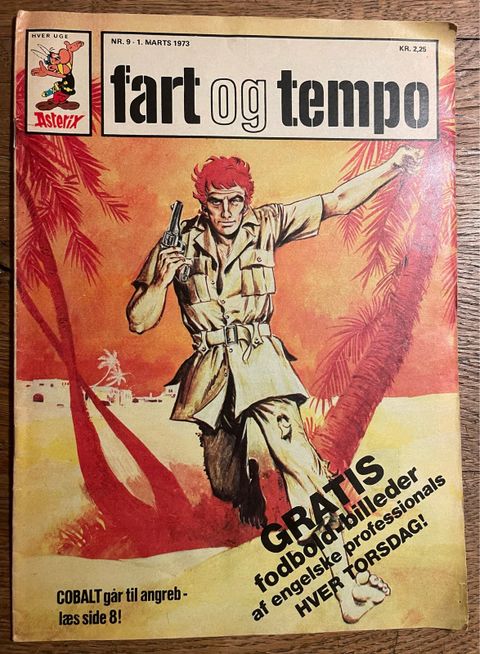 HVER UGE
Asterix
NR. 9 - 1. MARTS 1973
KR. 2,25
fart og tempo
GRATIS
fodbold-billeder
af engelske professionals
HVER TORSDAG!
COBALT går til angreb -
læs side 8!